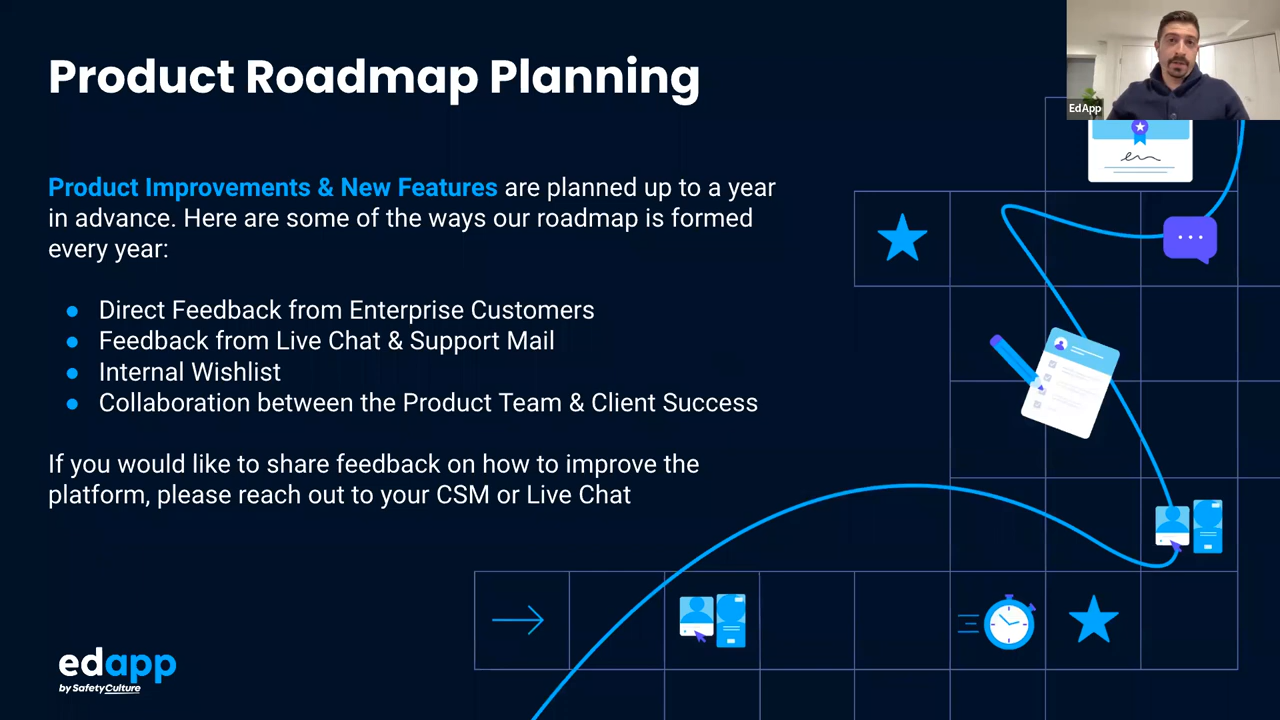 Product Roadmap Planning
EdApp
Product Improvements & New Features are planned up to a year
in advance. Here are some of the ways our roadmap is formed
every year:
Direct Feedback from Enterprise Customers
Feedback from Live Chat & Support Mail
Internal Wishlist
Collaboration between the Product Team & Client Success
If you would like to share feedback on how to improve the
platform, please reach out to your CSM or Live Chat
edapp
by SafetyCulture